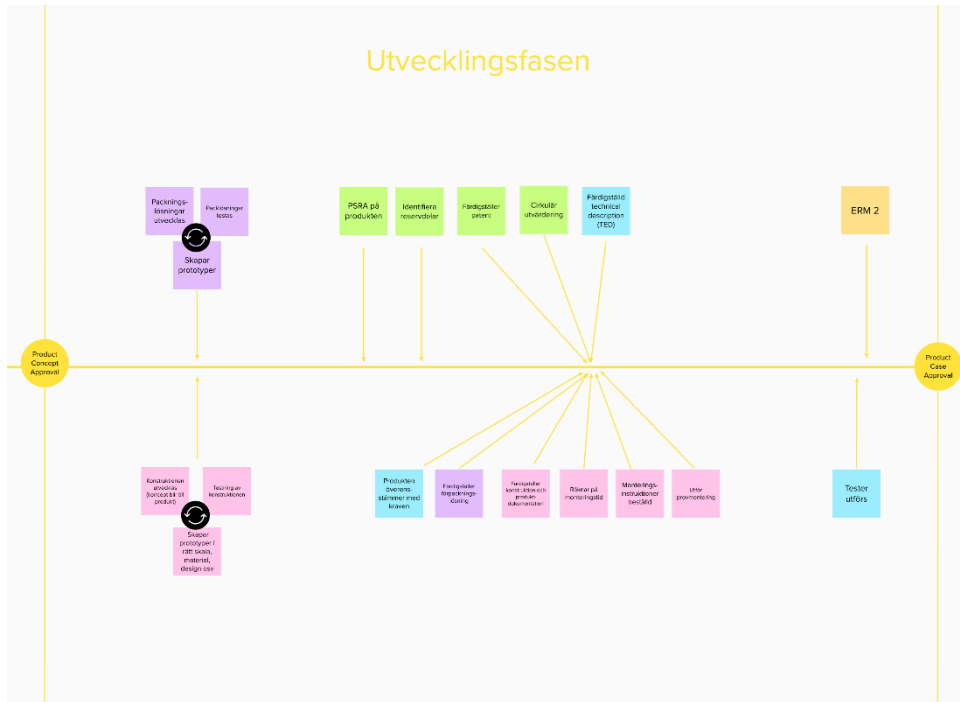 Utvecklingsfasen
Packnings-
lösningar
utvecklas
Packlösningar
testas
Skapar
prototyper
PSRA på
produkten
Identifiera
reservdelar
Färdigställer
patent
Cirkulär
utvärdering
Färdigställd
technical
description
(TED)
ERM 2
Product
Concept
Approval
Product
Case
Approval
Konstruktionen
utvecklas
(koncept blir till
produkt)
Testning av
konstruktionen
Skapar
prototyper i
rätt skala,
material,
design osv
Produkten
överens-
stämmer med
kraven
Färdigställer
förpacknings-
lösning
Färdigställer
konstruktion och
produkt-
dokumentation
Räknar på
monteringstid
Monterings-
instruktioner
beställd
Utför
provmontering
Tester
utförs